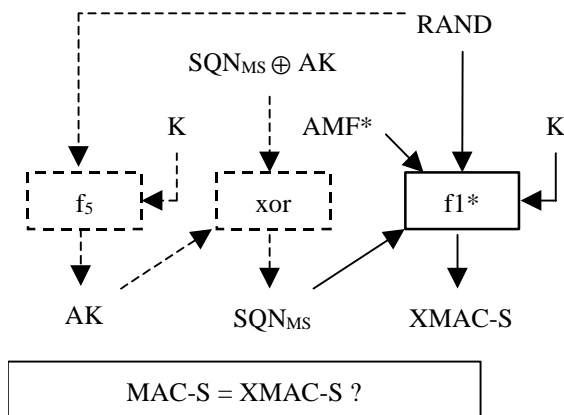 RAND
SQNMS ⊕ AK
K
AMF*
K
f5
xor
f1*
AK
SQNMS
XMAC-S
MAC-S = XMAC-S ?